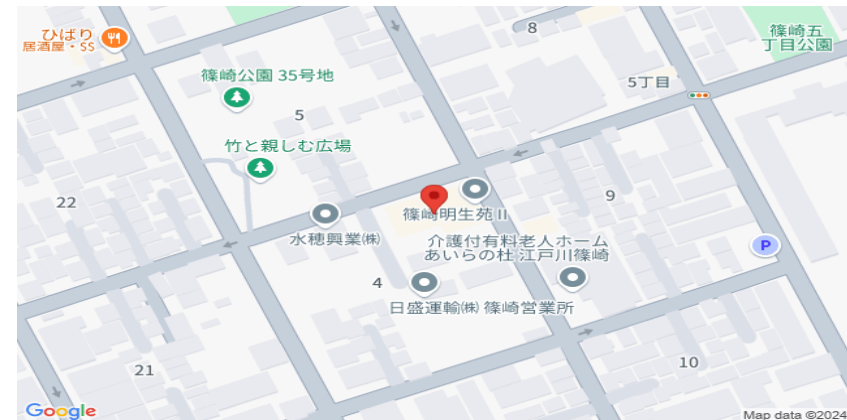 ひばり
居酒屋・SS
8
篠崎五
丁目公園
篠崎公園 35号地
5丁目
5
竹と親しむ広場
22
9
篠崎明生苑 II
水穂興業㈱
介護付有料老人ホーム
あいらの杜 江戸川篠崎
P
4
日盛運輸㈱ 篠崎営業所
21
10
Google
Map data ©2024